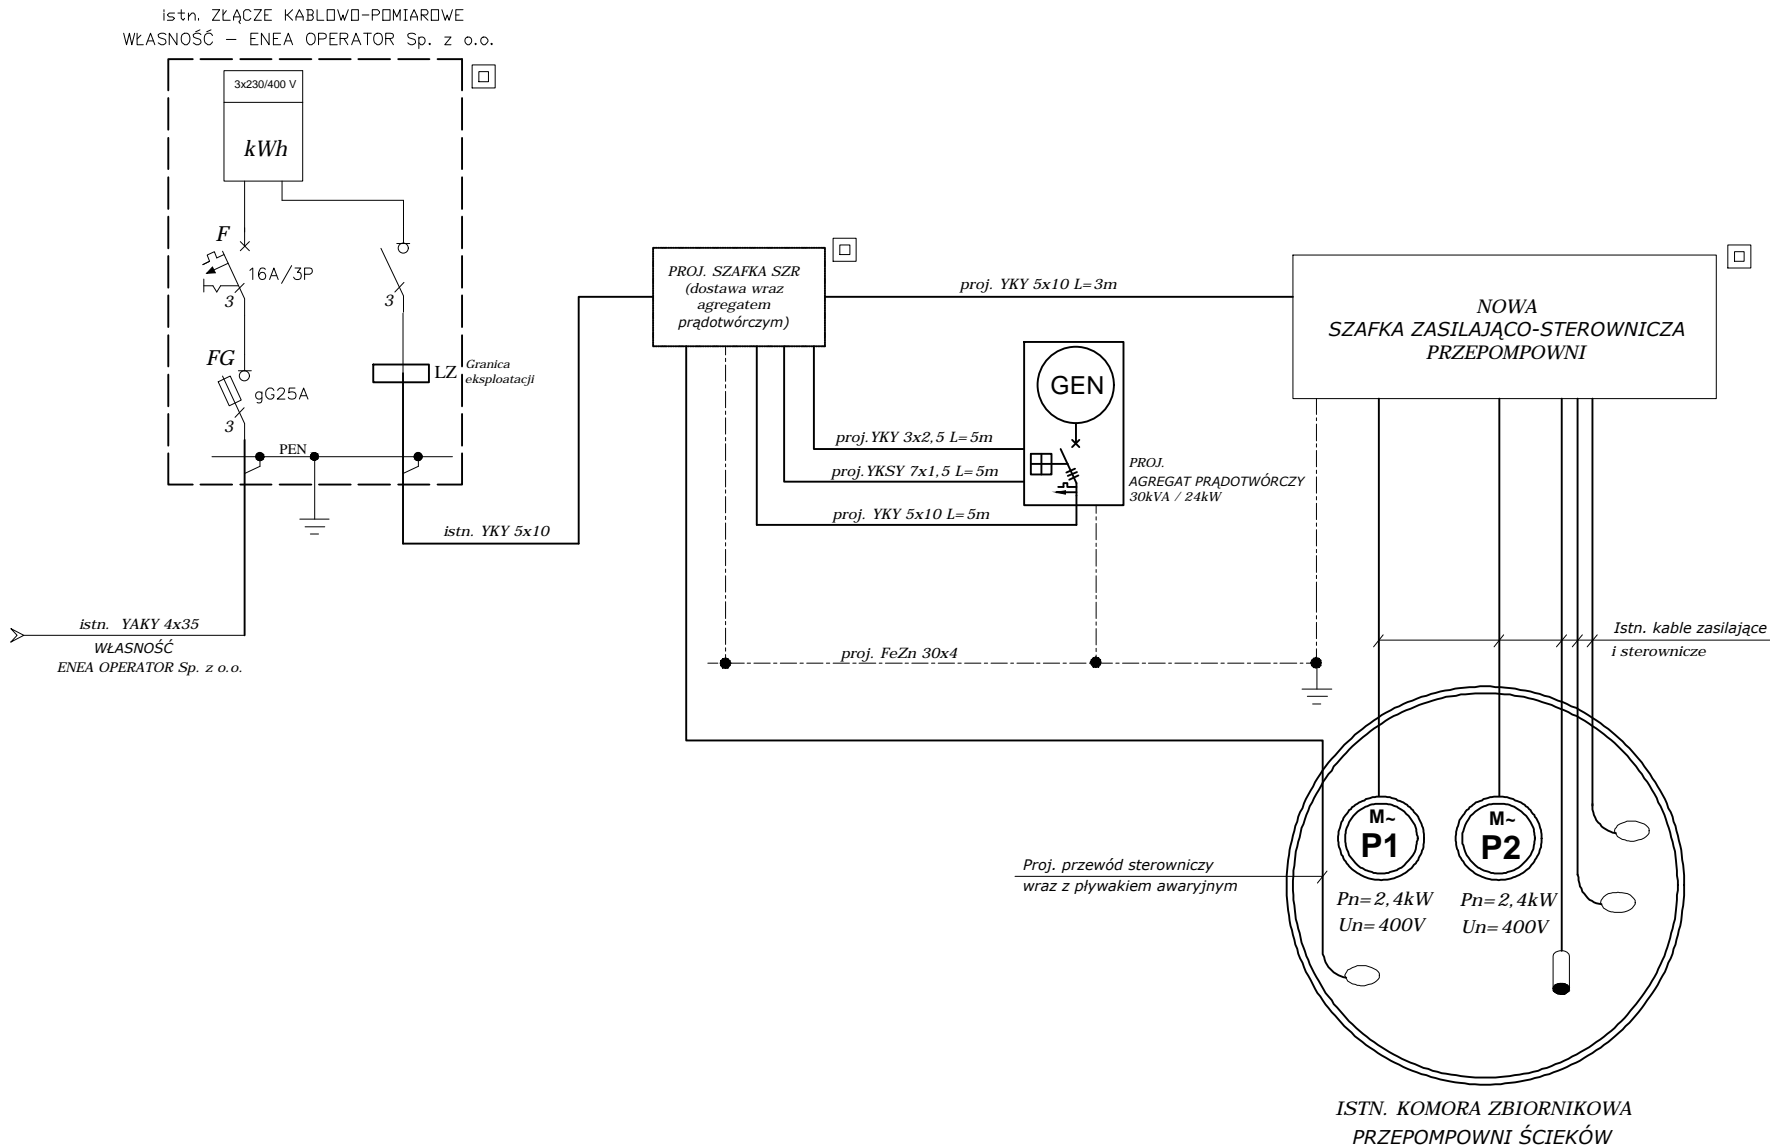 istn. ZŁĄCZE KABLOWO-POMIAROWE
WŁASNOŚĆ - ENEA OPERATOR Sp. z o.o.
3x230/400 V
kWh
F
16A/3P
3
3
FG
gG25A
3
LZ
Granica
eksploatacji
PEN
istn. YKY 5x10
istn. YAKY 4x35
WŁASNOŚĆ
ENEA OPERATOR Sp. z o.o.
PROJ. SZAFKA SZR
(dostawa wraz
agregatem
prądotwórczym)
proj. YKY 5x10 L=3m
GEN
proj.YKY 3x2,5 L=5m
proj.YKSY 7x1,5 L=5m
proj. YKY 5x10 L=5m
PROJ.
AGREGAT PRĄDOTWÓRCZY
30kVA / 24kW
proj. FeZn 30x4
NOWA
SZAFKA ZASILAJĄCO-STEROWNICZA
PRZEPOMPOWNI
Istn. kable zasilające
i sterownicze
M~
P1
Pn=2,4kW
Un=400V
M~
P2
Pn=2,4kW
Un=400V
Proj. przewód sterowniczy
wraz z pływakiem awaryjnym
ISTN. KOMORA ZBIORNIKOWA
PRZEPOMPOWNI ŚCIEKÓW